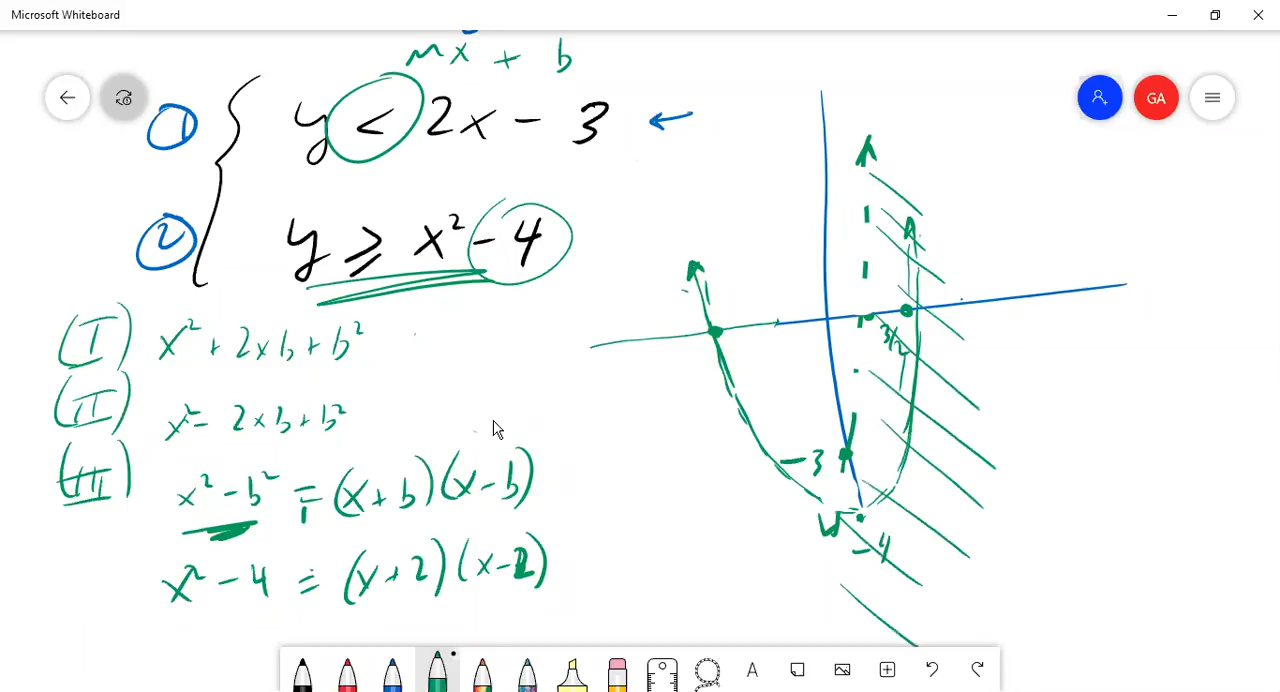 Microsoft Whiteboard
mx + b
GA
① y < 2x - 3 ←
② y ⩾ x² - 4
(I) x² + 2xb + b²
(II) x² - 2xb + b²
(III) x² - b² = (x+b)(x-b)
x² - 4 = (x+2)(x-2)
3/2
-3
-4
A